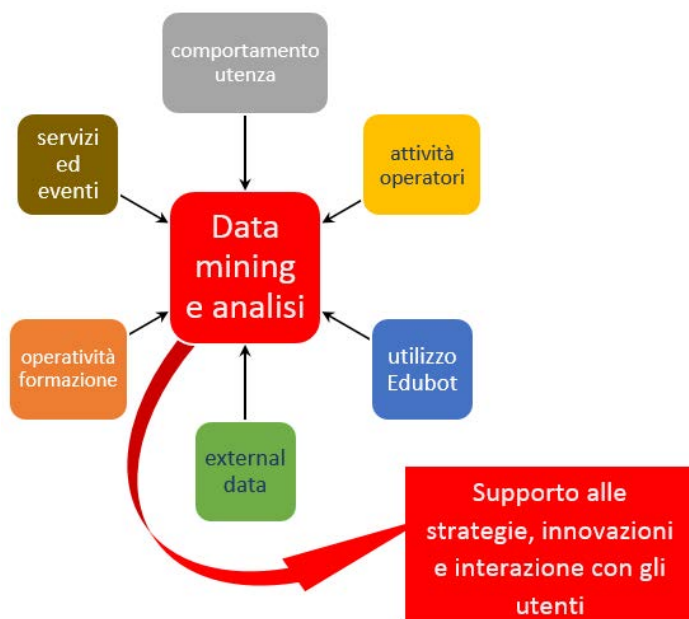 comportamento
utenza
servizi
ed
eventi
attività
operatori
Data
mining
e analisi
operatività
formazione
utilizzo
Edubot
external
data
Supporto alle
strategie, innovazioni
e interazione con gli
utenti